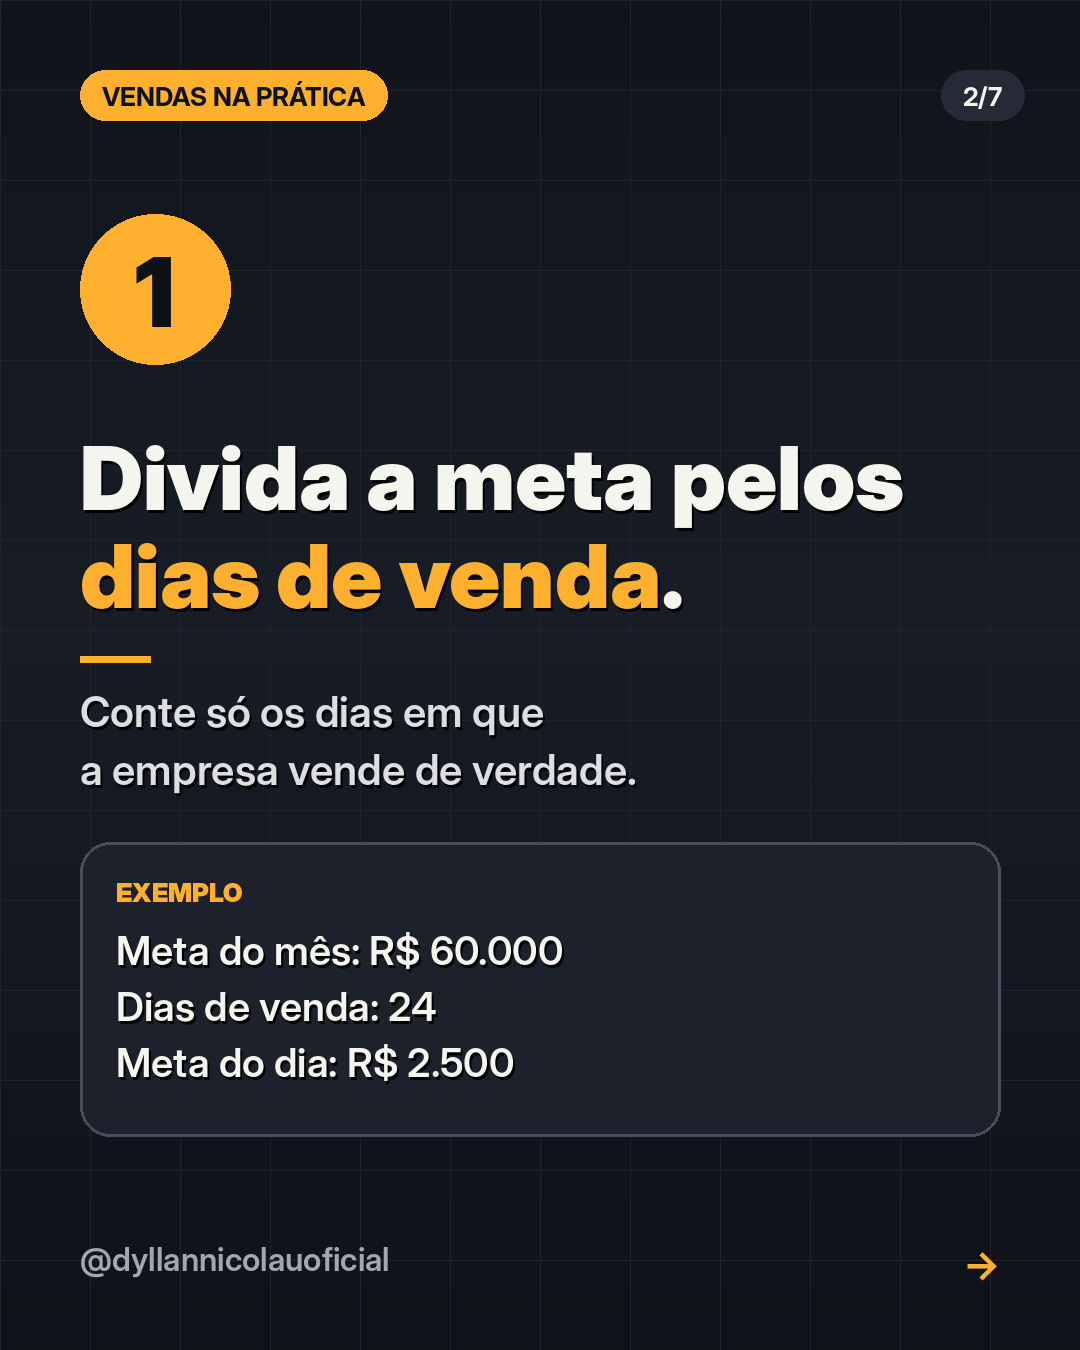 VENDAS NA PRÁTICA
2/7
1
Divida a meta pelos
dias de venda.
Conte só os dias em que
a empresa vende de verdade.
EXEMPLO
Meta do mês: R$ 60.000
Dias de venda: 24
Meta do dia: R$ 2.500
@dyllannicolauoficial
→